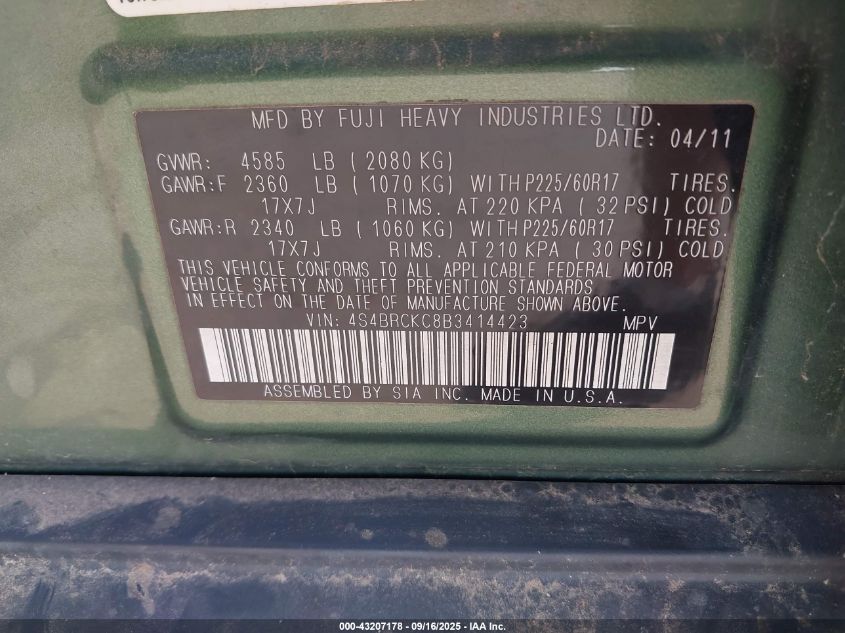 MFD BY FUJI HEAVY INDUSTRIES LTD.
DATE: 04/11
GVWR: 4585 LB ( 2080 KG)
GAWR:F 2360 LB ( 1070 KG) WITH P225/60R17 TIRES.
17X7J RIMS. AT 220 KPA ( 32 PSI) COLD
GAWR:R 2340 LB ( 1060 KG) WITH P225/60R17 TIRES.
17X7J RIMS. AT 210 KPA ( 30 PSI) COLD
THIS VEHICLE CONFORMS TO ALL APPLICABLE FEDERAL MOTOR
VEHICLE SAFETY AND THEFT PREVENTION STANDARDS
IN EFFECT ON THE DATE OF MANUFACTURE SHOWN ABOVE.
VIN: 4S4BRCKC8B3414423 MPV
ASSEMBLED BY SIA INC. MADE IN U.S.A.
000-43207178 - 09/16/2025 - IAA Inc.